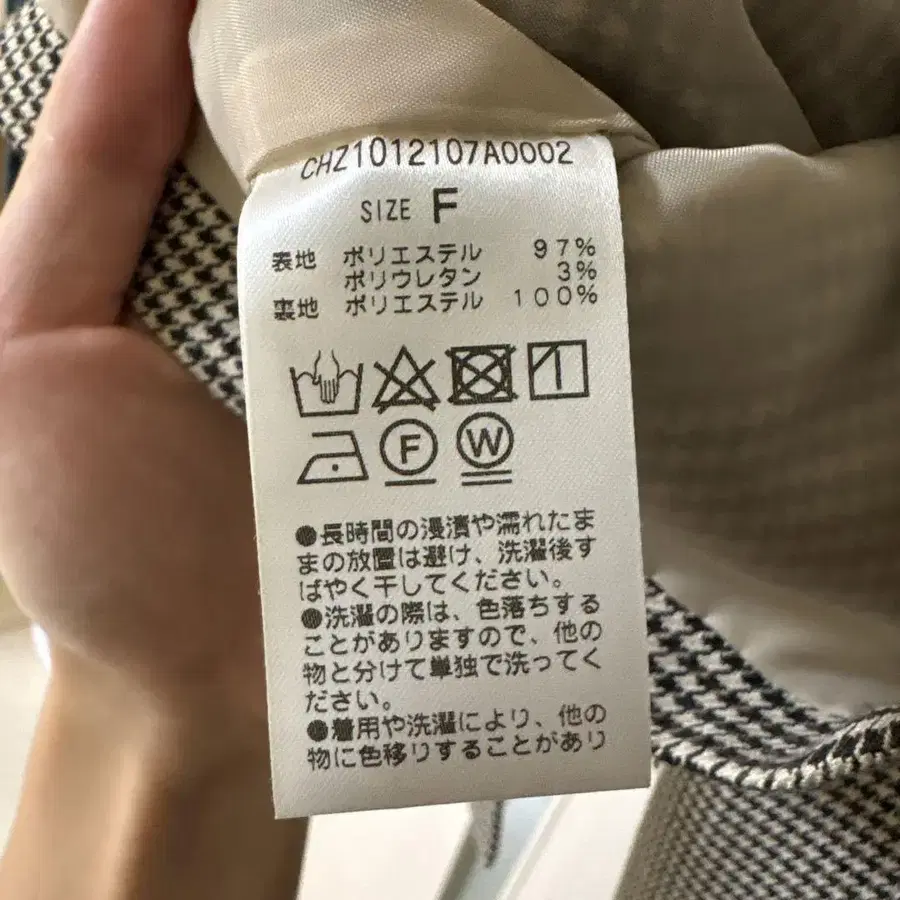 CHZ1012107A0002
SIZE F
表地 ポリエステル 97%
ポリウレタン 3%
裏地 ポリエステル 100%
F W
●長時間の浸漬や濡れたま
まの放置は避け、洗濯後す
ばやく干してください。
●洗濯の際は、色落ちする
ことがありますので、他の
物と分けて単独で洗ってく
ださい。
●着用や洗濯により、他の
物に色移りすることがあり